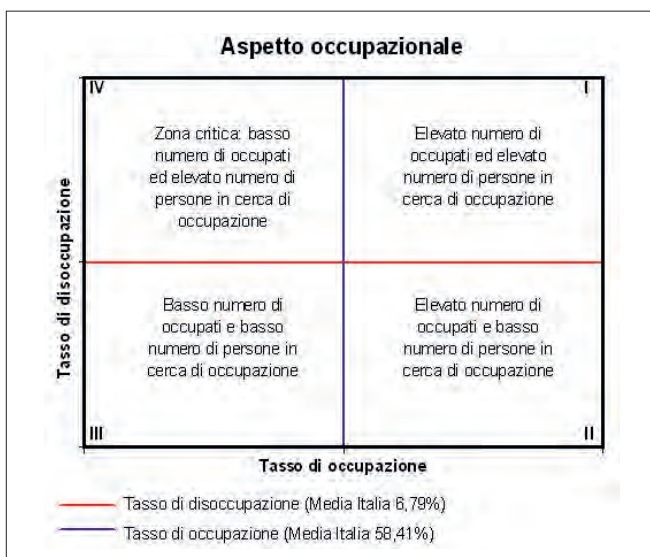 Aspetto occupazionale
IV
I
Zona critica: basso
numero di occupati
ed elevato numero di
persone in cerca di
occupazione
Elevato numero di
occupati ed elevato
numero di persone in
cerca di occupazione
Tasso di disoccupazione
Basso numero di
occupati e basso
numero di persone in
cerca di occupazione
Elevato numero di
occupati e basso
numero di persone in
cerca di occupazione
III
II
Tasso di occupazione
Tasso di disoccupazione (Media Italia 6,79%)
Tasso di occupazione (Media Italia 58,41%)